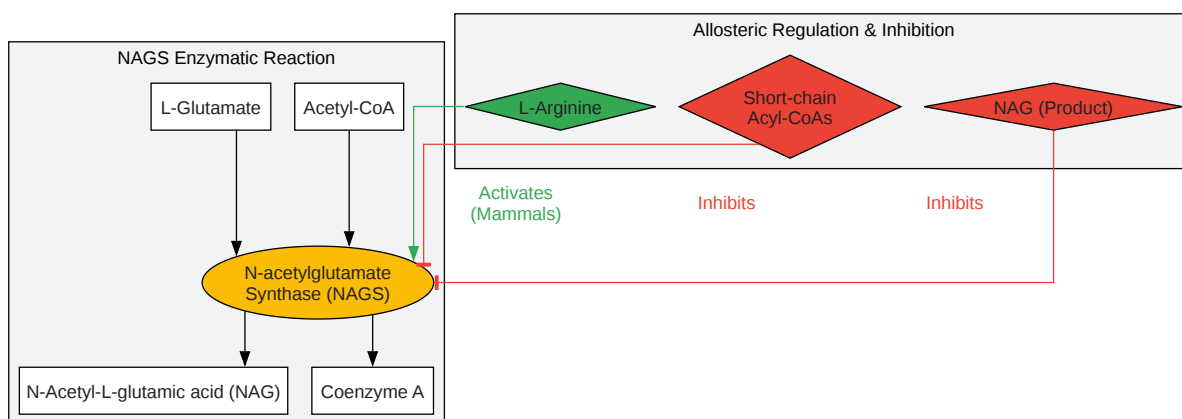 Allosteric Regulation & Inhibition
NAGS Enzymatic Reaction
L-Glutamate
Acetyl-CoA
L-Arginine
Short-chain
Acyl-CoAs
NAG (Product)
Activates
(Mammals)
Inhibits
Inhibits
N-acetylglutamate
Synthase (NAGS)
N-Acetyl-L-glutamic acid (NAG)
Coenzyme A